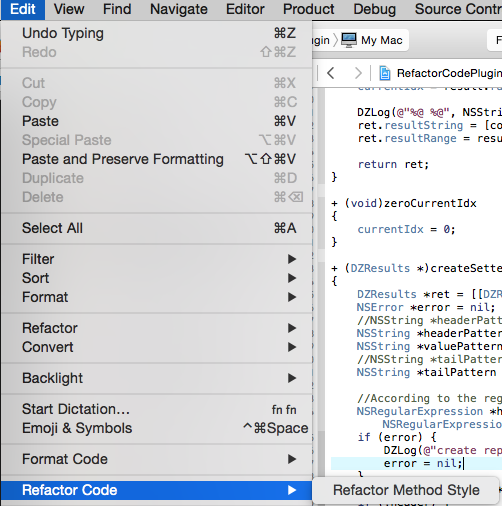 Edit View Find Navigate Editor Product Debug Source Contr
Undo Typing ⌘Z
Redo ⇧⌘Z
Cut ⌘X
Copy ⌘C
Paste ⌘V
Special Paste ⌥⌘V
Paste and Preserve Formatting ⌥⇧⌘V
Duplicate ⌘D
Delete ⌘⌫
Select All ⌘A
Filter ▶
Sort ▶
Format ▶
Refactor ▶
Convert ▶
Backlight ▶
Start Dictation… fn fn
Emoji & Symbols ^⌘Space
Format Code ▶
Refactor Code ▶
Refactor Method Style
ugin 〉 My Mac
F
RefactorCodePlugin
DZLog(@"%@ %@", NSStri
ret.resultString = [co
ret.resultRange = resu
return ret;
}
+ (void)zeroCurrentIdx
{
currentIdx = 0;
}
+ (DZResults *)createSette
{
DZResults *ret = [[DZR
NSError *error = nil;
//NSString *headerPatt
NSString *headerPatter
NSString *valuePattern
//NSString *tailPatter
NSString *tailPattern
//According to the reg
NSRegularExpression *h
NSRegularExpression
if (error) {
DZLog(@"create rep
error = nil;
}